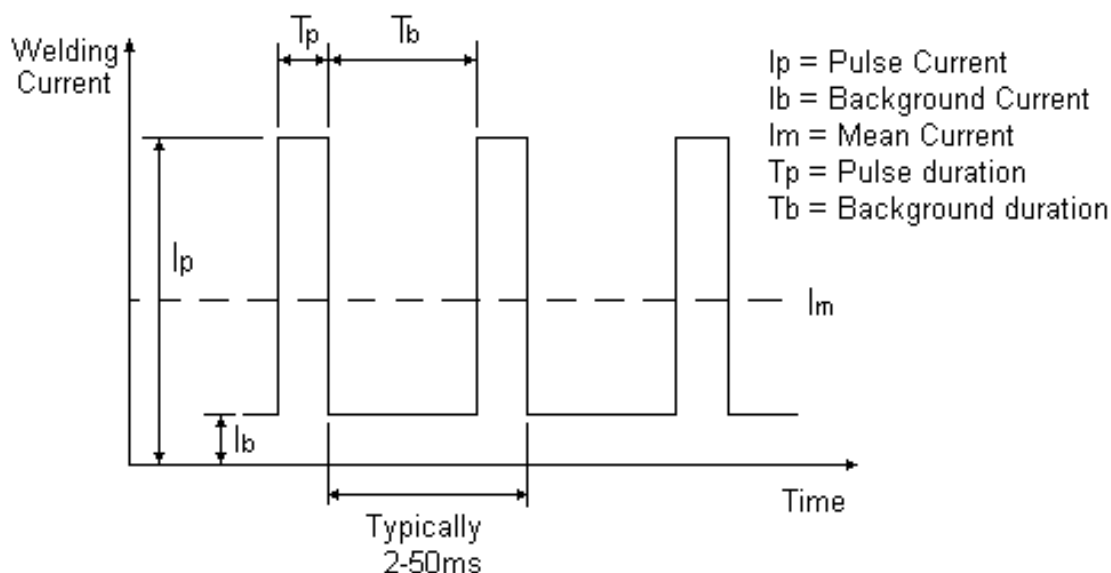 Welding
Current
Tp
Tb
Ip = Pulse Current
Ib = Background Current
Im = Mean Current
Tp = Pulse duration
Tb = Background duration
Ip
Im
Ib
Time
Typically
2-50ms